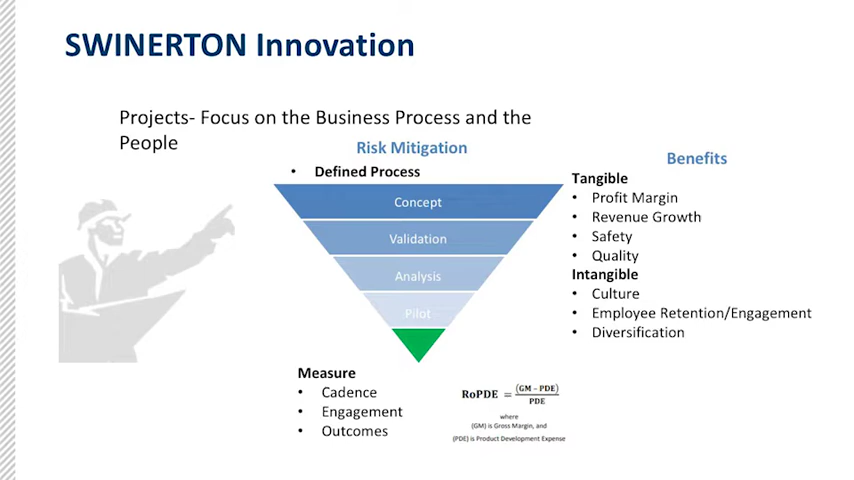 SWINERTON Innovation
Projects- Focus on the Business Process and the
People
Risk Mitigation
• Defined Process
Concept
Validation
Analysis
Pilot
Benefits
Tangible
• Profit Margin
• Revenue Growth
• Safety
• Quality
Intangible
• Culture
• Employee Retention/Engagement
• Diversification
Measure
• Cadence
• Engagement
• Outcomes
RoPDE = (GM – PDE)
PDE
where
(GM) is Gross Margin, and
(PDE) is Product Development Expense